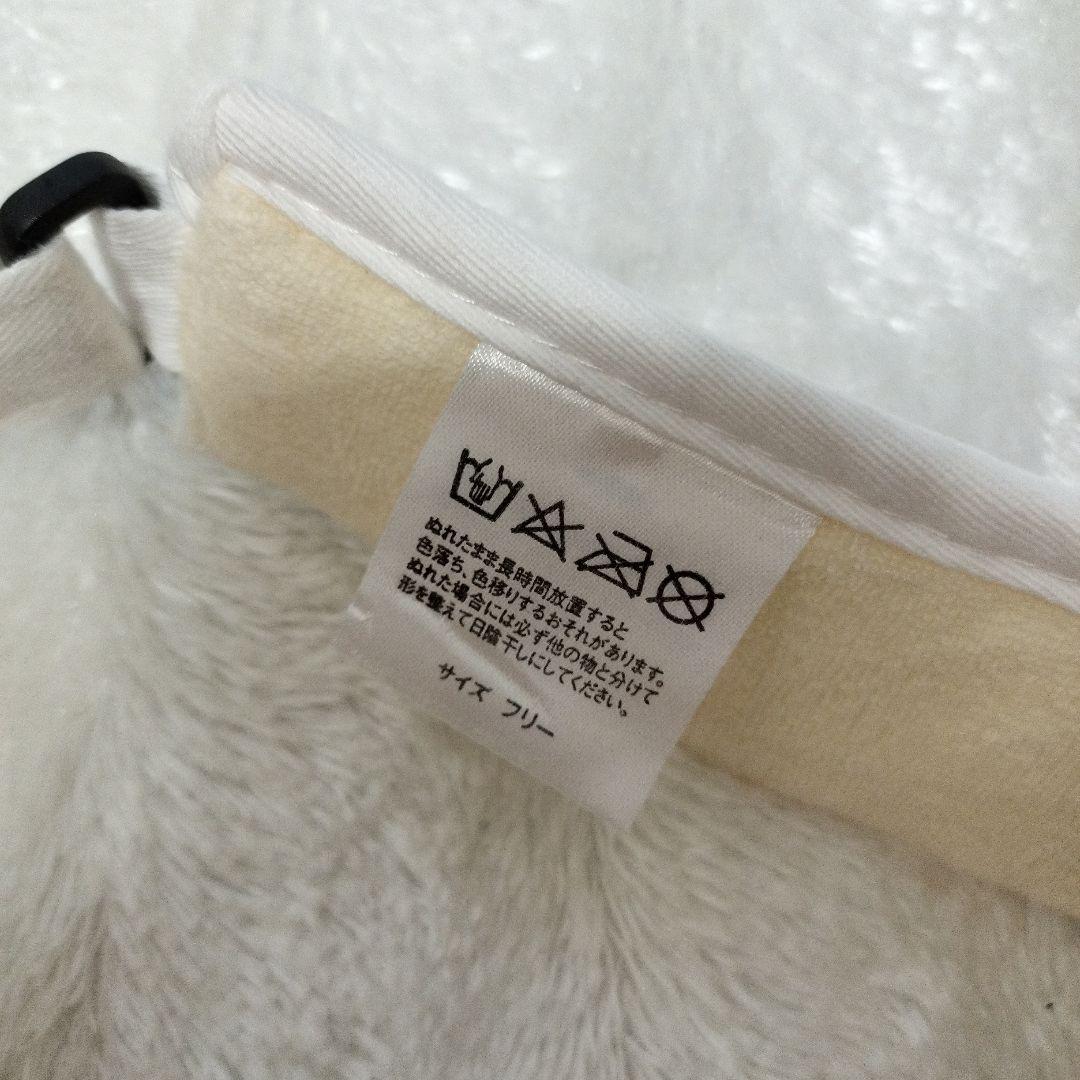 ぬれたまま長時間放置すると
色落ち、色移りするおそれがあります。
ぬれた場合には必ず他の物と分けて
形を整えて日陰干しにしてください。
サイズ フリー